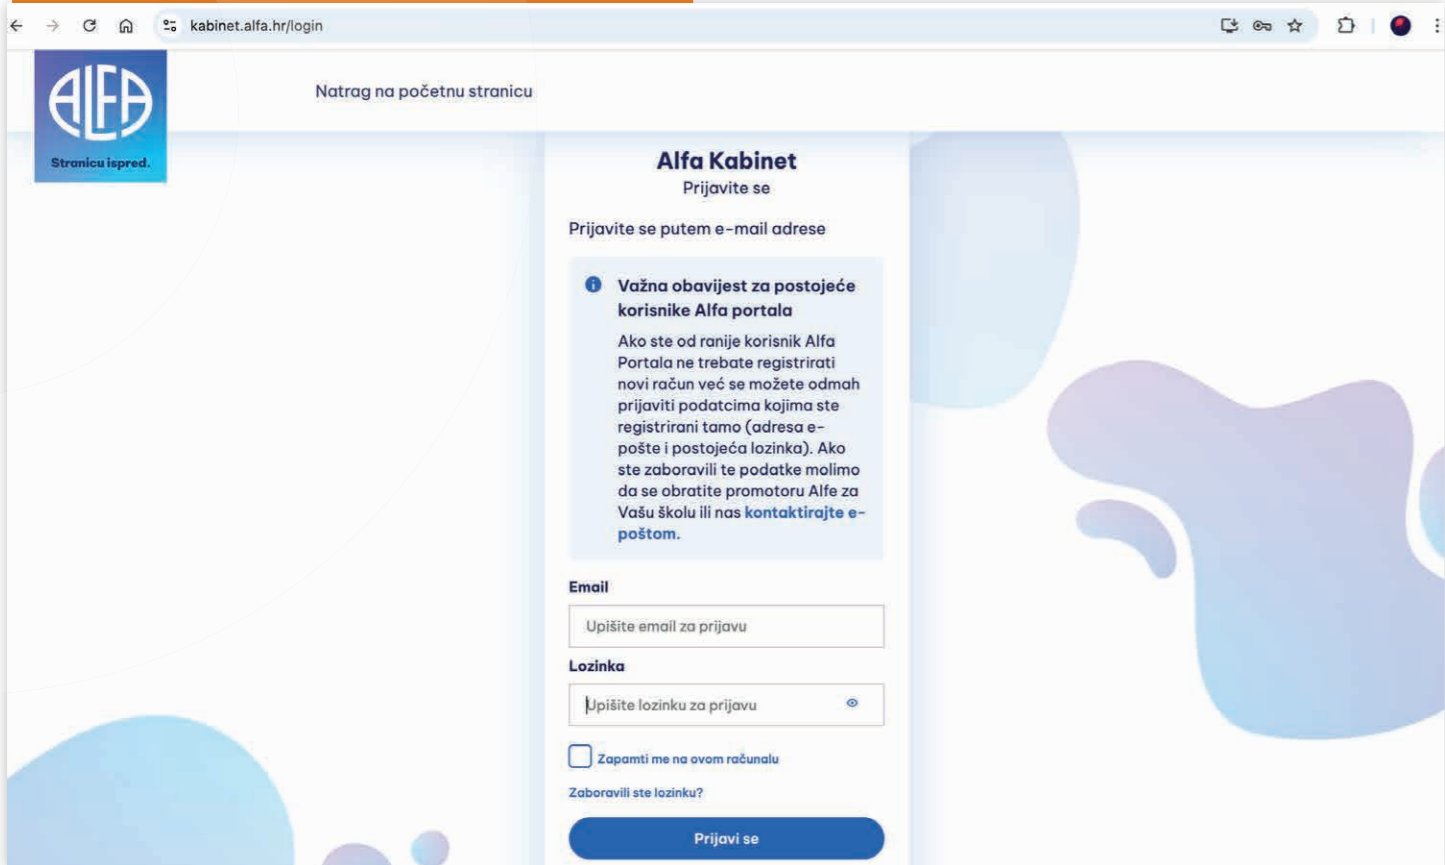 kabinet.alfa.hr/login
ALFA
Stranicu ispred.
Natrag na početnu stranicu
Alfa Kabinet
Prijavite se
Prijavite se putem e-mail adrese
Važna obavijest za postojeće
korisnike Alfa portala
Ako ste od ranije korisnik Alfa
Portala ne trebate registrirati
novi račun već se možete odmah
prijaviti podatcima kojima ste
registrirani tamo (adresa e-
pošte i postojeća lozinka). Ako
ste zaboravili te podatke molimo
da se obratite promotoru Alfe za
Vašu školu ili nas kontaktirajte e-
poštom.
Email
Upišite email za prijavu
Lozinka
Upišite lozinku za prijavu
Zapamti me na ovom računalu
Zaboravili ste lozinku?
Prijavi se